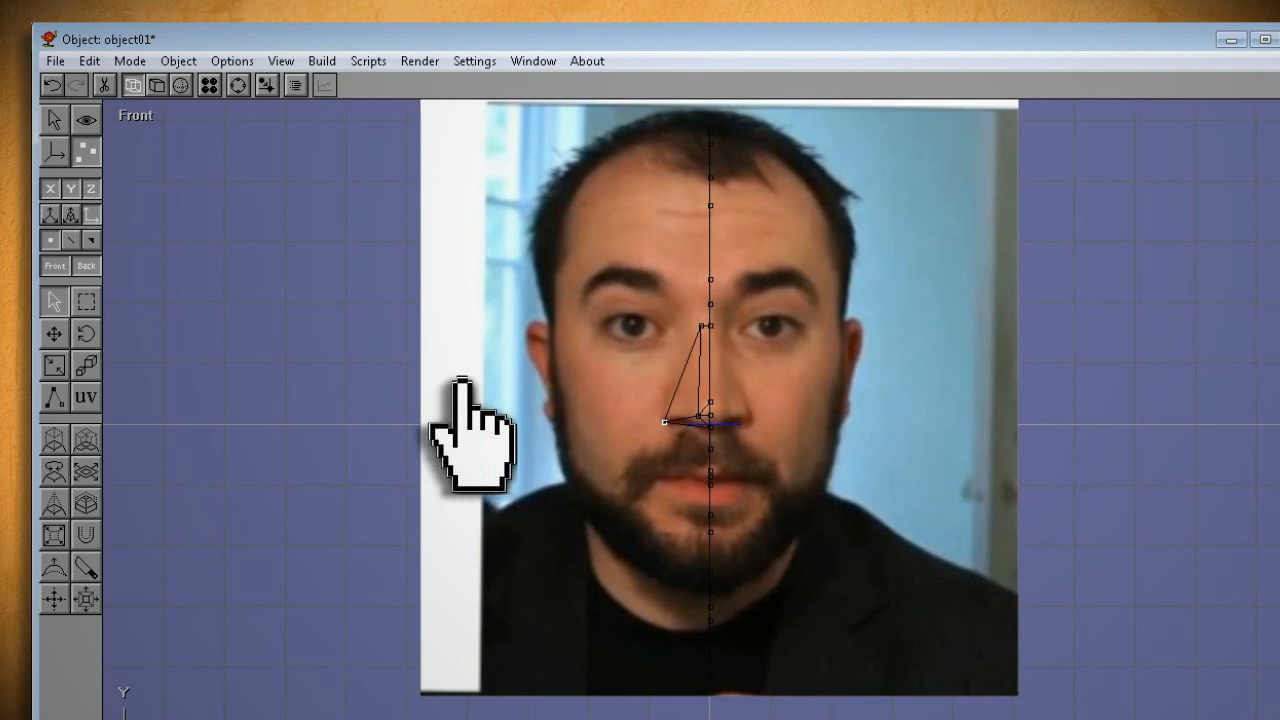 Object: object01*
File Edit Mode Object Options View Build Scripts Render Settings Window About
Front
X Y Z
Front Back
uv
Y